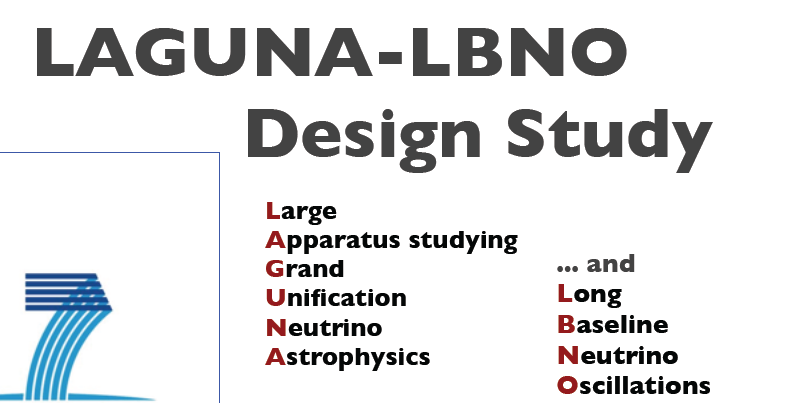 LAGUNA-LBNO
Design Study
Large
Apparatus studying
Grand
Unification
Neutrino
Astrophysics
... and
Long
Baseline
Neutrino
Oscillations